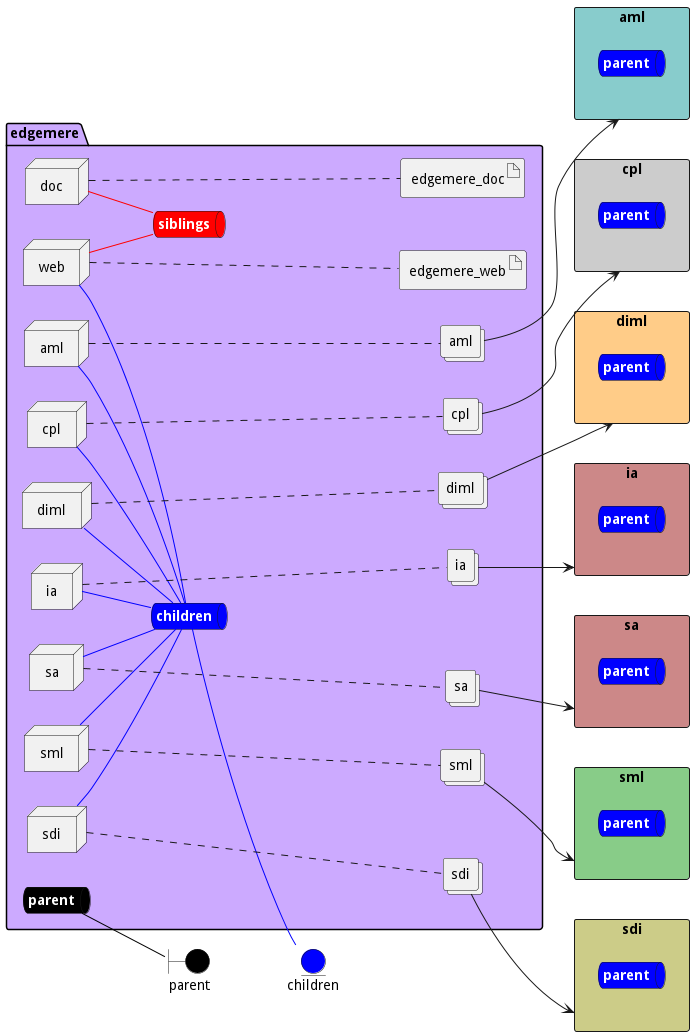 aml
parent
edgemere
doc
edgemere_doc
cpl
siblings
parent
web
edgemere_web
diml
aml
aml
parent
cpl
cpl
ia
diml
diml
parent
ia
ia
children
sa
sa
sa
parent
sml
sml
sml
sdi
parent
sdi
parent
sdi
parent
parent
children